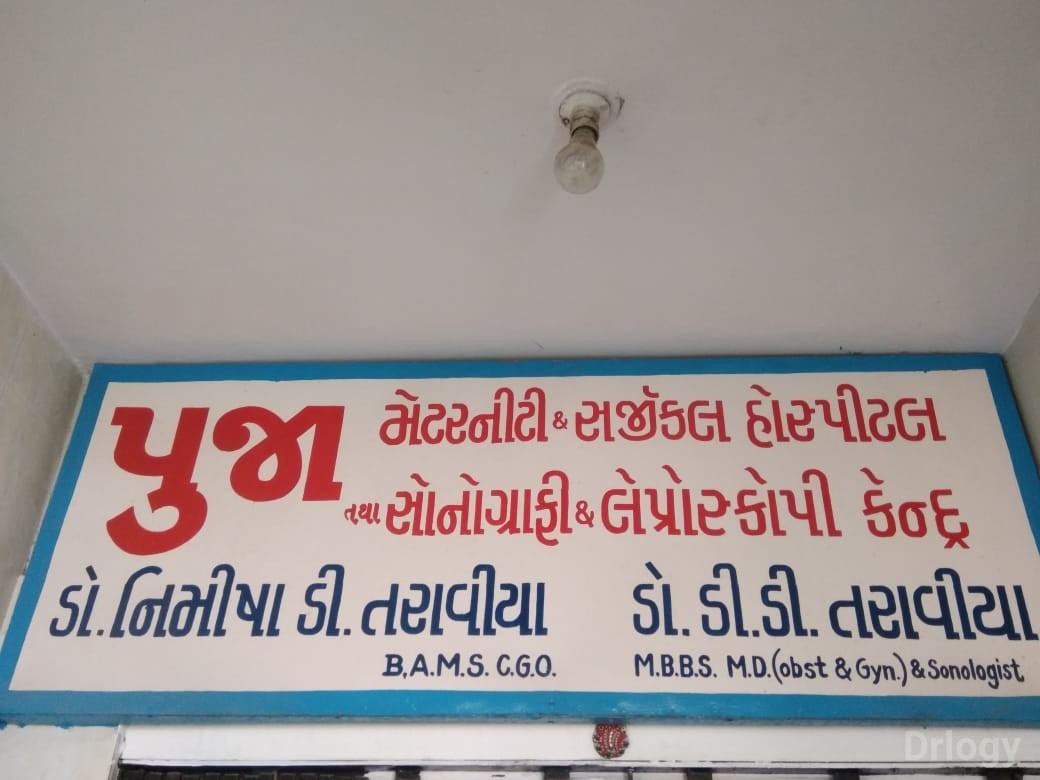 પુજા મેટરનીટી & સર્જીકલ હોસ્પીટલ
તથા સોનોગ્રાફી & લેપ્રોસ્કોપી કેન્દ્ર
ડો. નિમીષા ડી. તરાવીયા
B.A.M.S. C.G.O.
ડો. ડી.ડી. તરાવીયા
M.B.B.S. M.D.(obst & Gyn.) & Sonologist
Drlogy